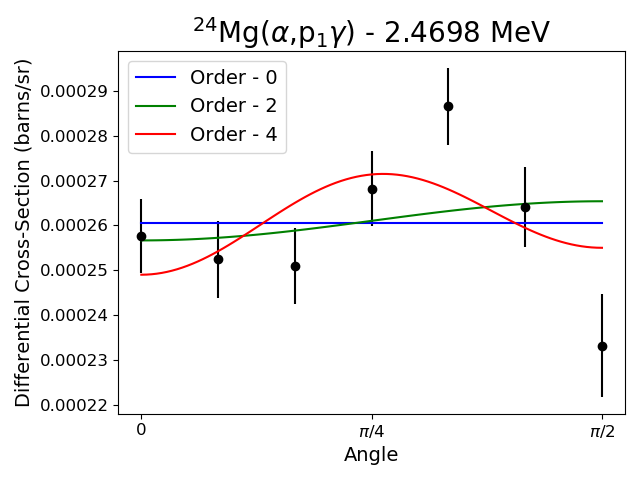 ²⁴Mg(α,p₁γ) - 2.4698 MeV
Differential Cross-Section (barns/sr)
Order - 0
Order - 2
Order - 4
0.00029
0.00028
0.00027
0.00026
0.00025
0.00024
0.00023
0.00022
0
π/4
π/2
Angle